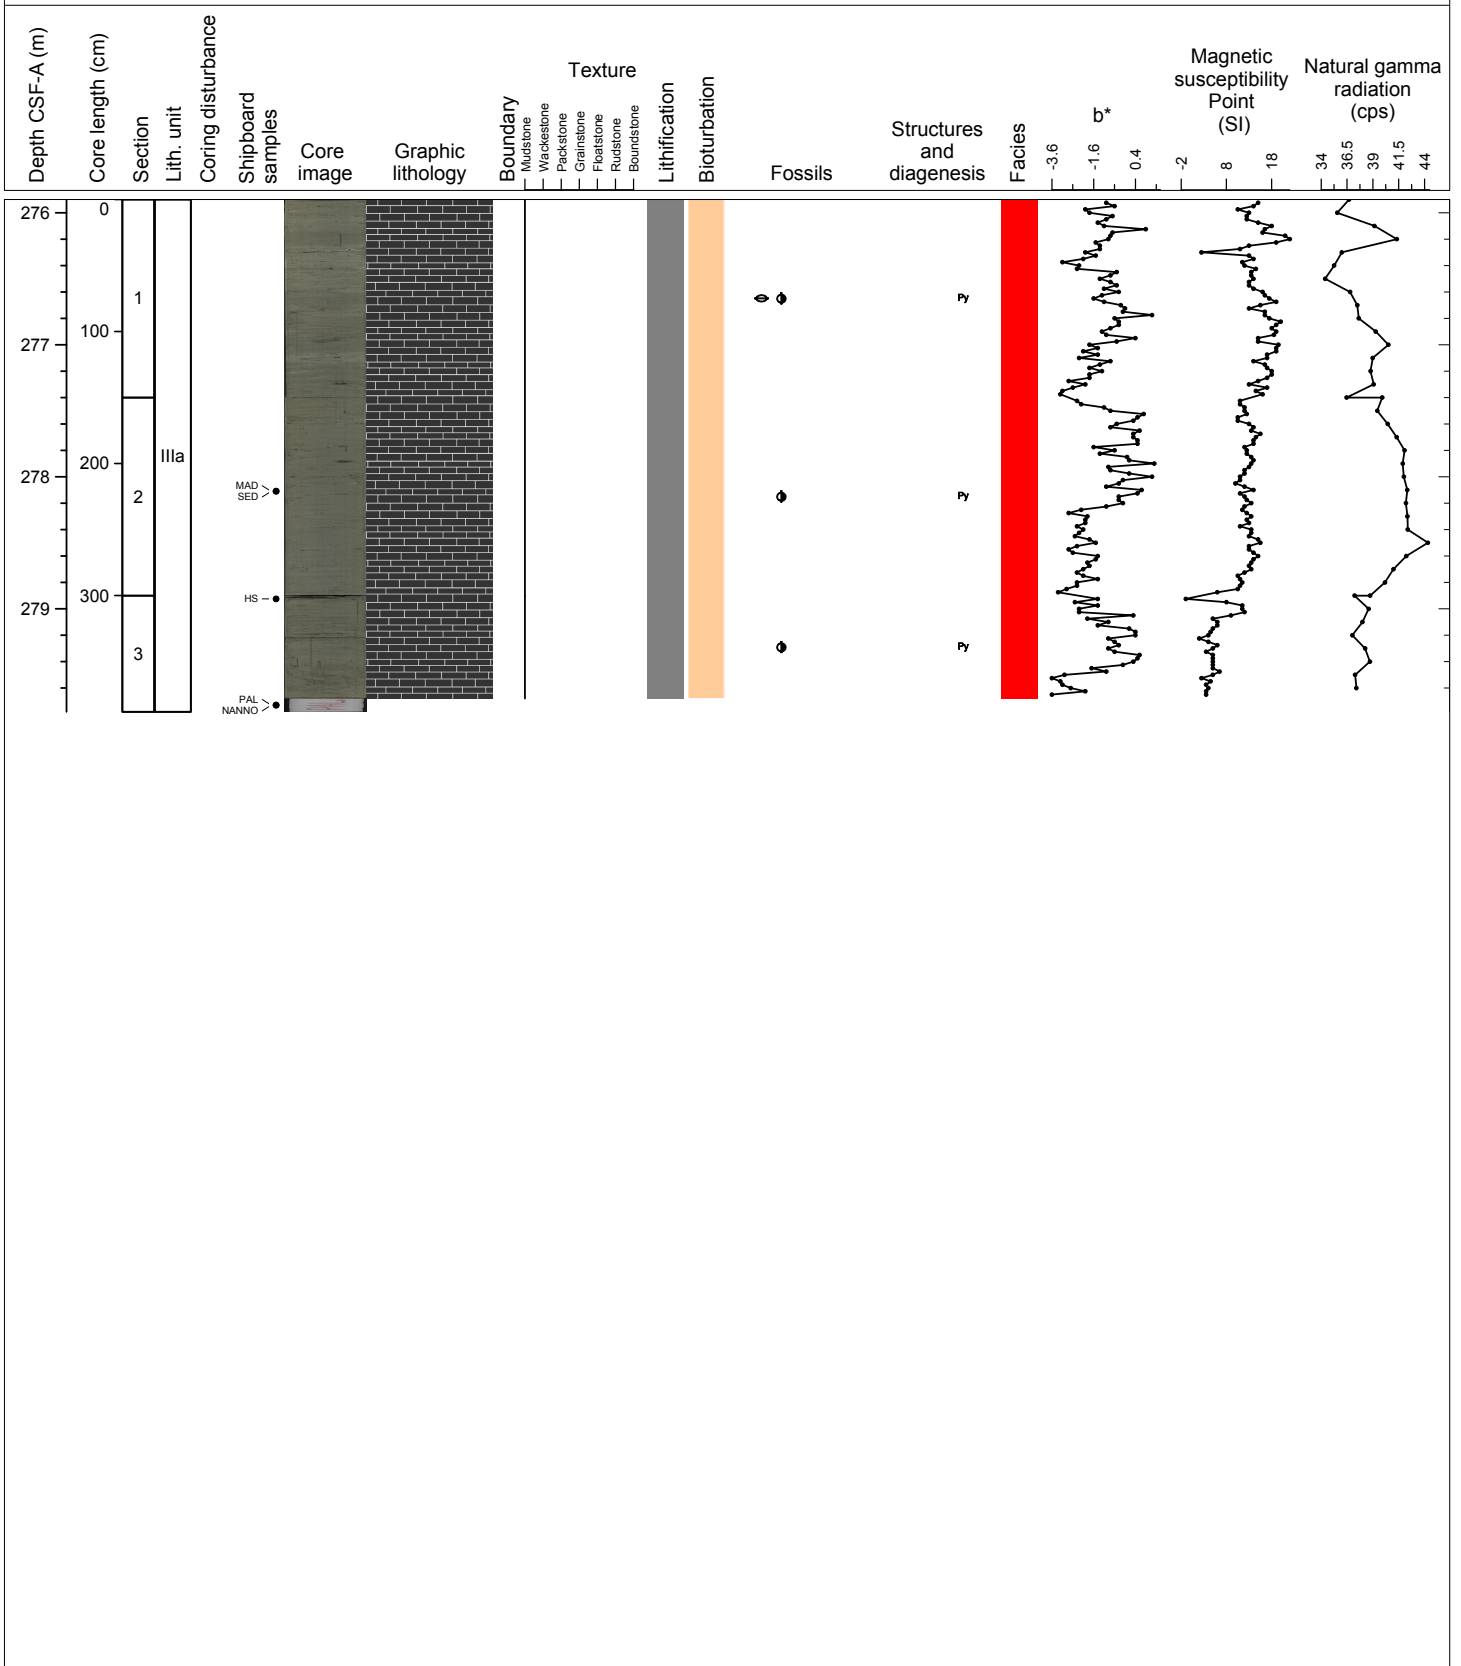 Depth CSF-A (m)
Core length (cm)
Section
Lith. unit
Coring disturbance
Shipboard
samples
Core
image
Graphic
lithology
Boundary
Texture
Mudstone
Wackestone
Packstone
Grainstone
Floatstone
Rudstone
Boundstone
Lithification
Bioturbation
Fossils
Structures
and
diagenesis
Facies
b*
-3.6 -1.6 0.4
Magnetic
susceptibility
Point
(SI)
-2 8 18
Natural gamma
radiation
(cps)
34 36.5 39 41.5 44
276
277
278
279
0
100
200
300
1
2
3
IIIa
MAD
SED
HS
PAL
NANNO
Py
Py
Py